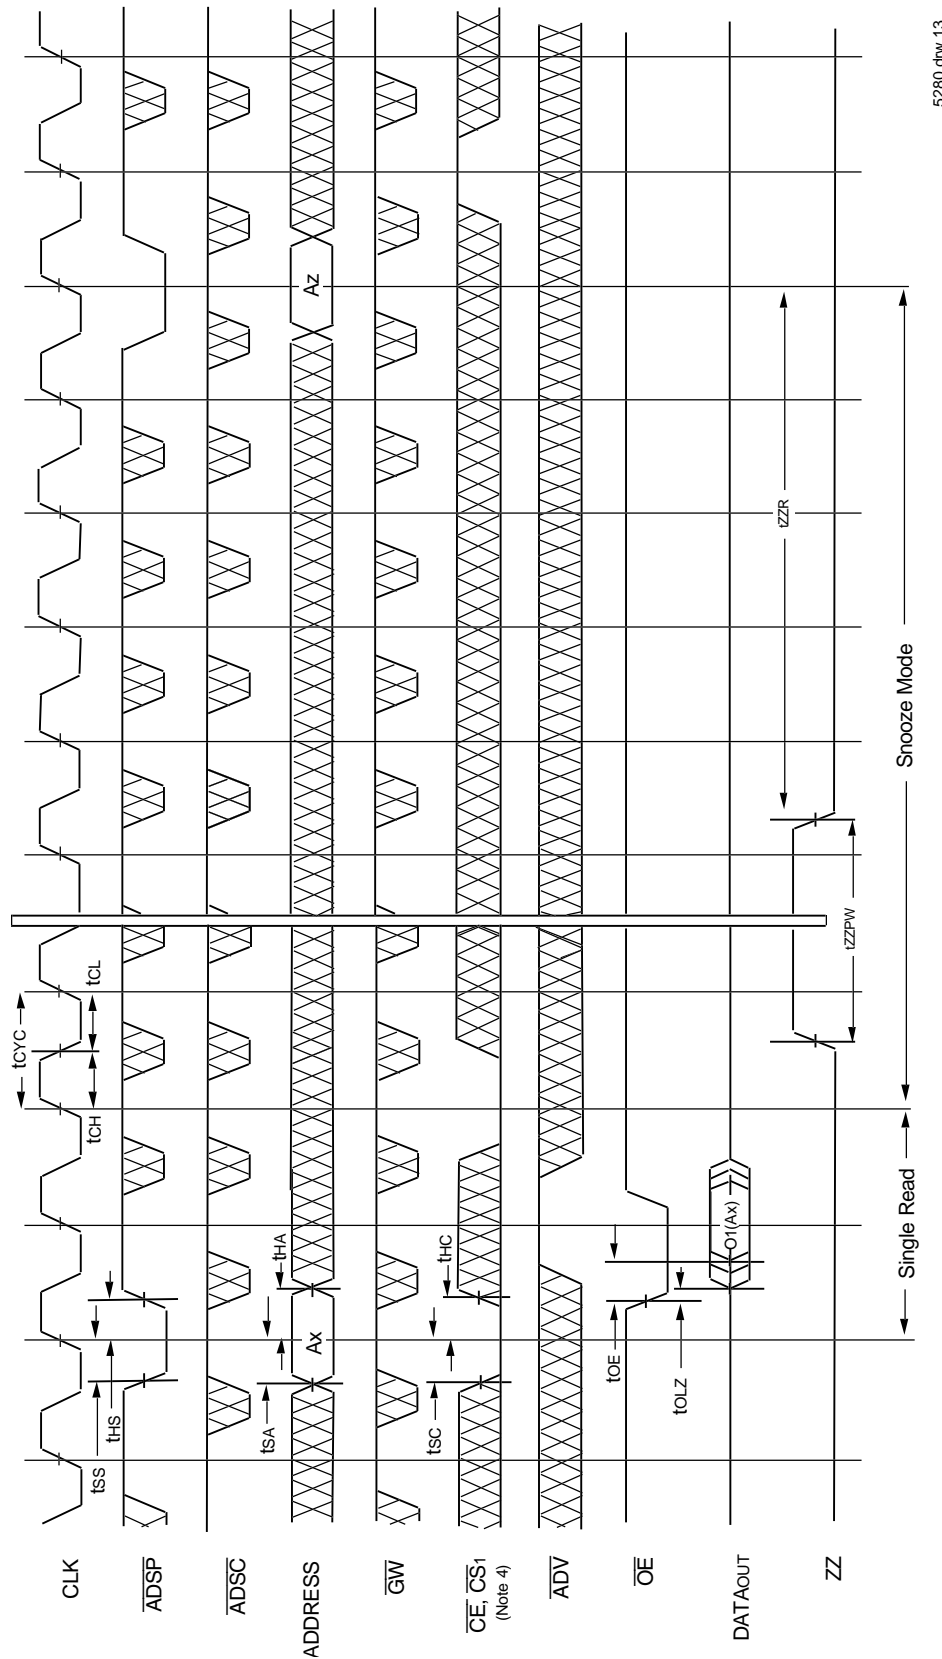 CLK
tCYC
tCH
tCL
tSS
tHS
ADSP
ADSC
ADDRESS
tSA
tHA
Ax
Az
GW
CE, CS1
(Note 4)
tSC
tHC
ADV
OE
tOE
tOLZ
DATAOUT
O1(Ax)
ZZ
tZZPW
tZZR
Single Read
Snooze Mode
5280 drw 13